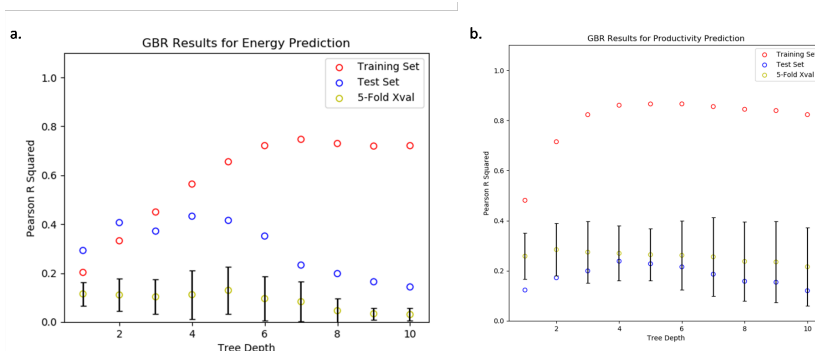 a.
GBR Results for Energy Prediction
Training Set
Test Set
5-Fold Xval
Pearson R Squared
1.0
0.8
0.6
0.4
0.2
0.0
2
4
6
8
10
Tree Depth
b.
GBR Results for Productivity Prediction
Training Se
Test Set
5-Fold Xval
Pearson R Squared
1.0
0.8
0.6
0.4
0.2
0.0
2
4
6
8
10
Tree Depth